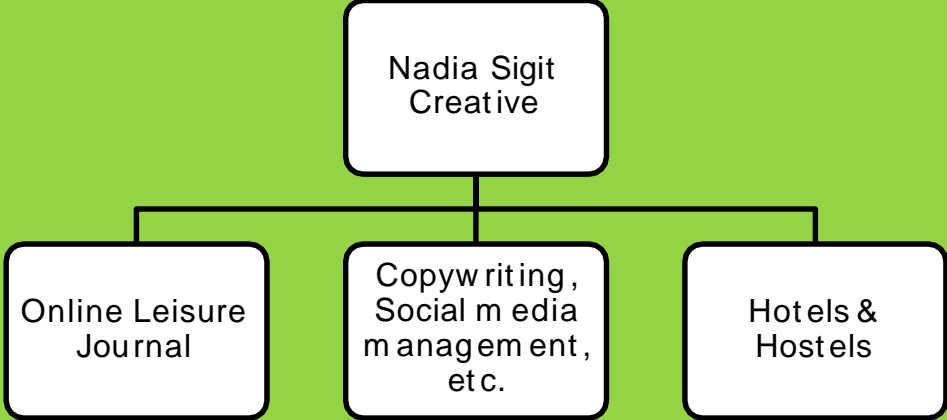 Nadia Sigit
Creative
Online Leisure
Journal
Copywriting,
Social media
management,
etc.
Hotels &
Hostels